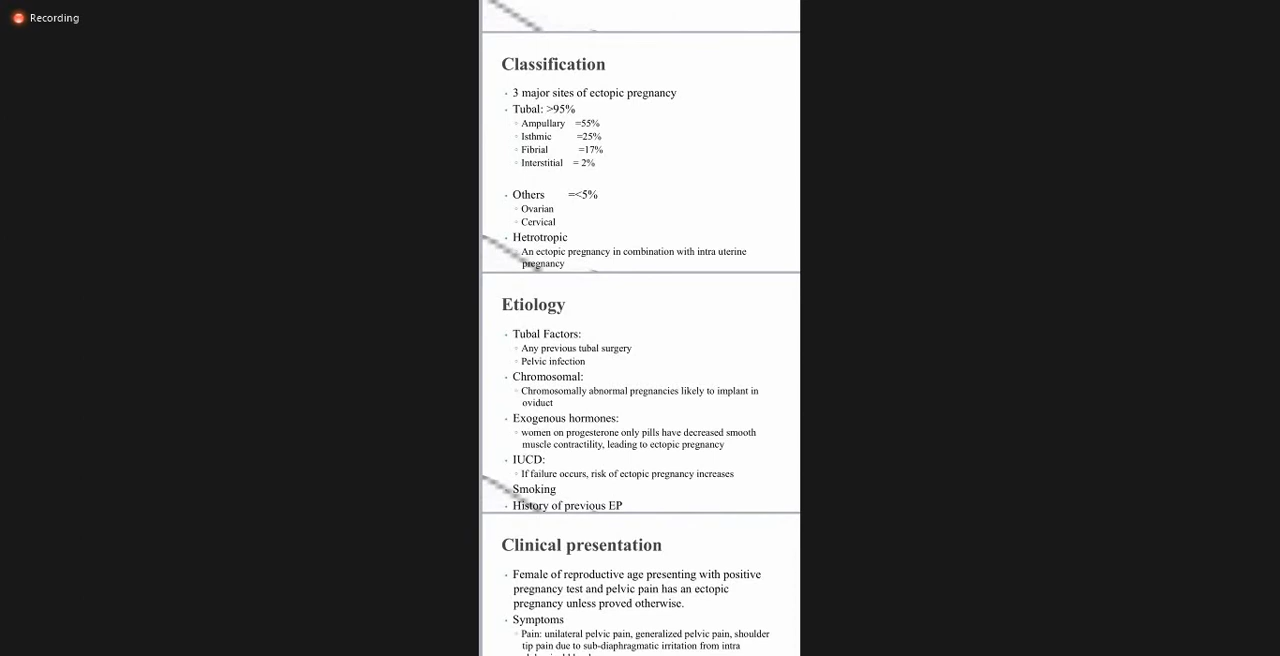 Recording
Classification
3 major sites of ectopic pregnancy
Tubal: >95%
Ampullary =55%
Isthmic =25%
Fibrial =17%
Interstitial = 2%
Others =<5%
Ovarian
Cervical
Hetrotropic
An ectopic pregnancy in combination with intra uterine
pregnancy
Etiology
Tubal Factors:
Any previous tubal surgery
Pelvic infection
Chromosomal:
Chromosomally abnormal pregnancies likely to implant in
oviduct
Exogenous hormones:
women on progesterone only pills have decreased smooth
muscle contractility, leading to ectopic pregnancy
IUCD:
If failure occurs, risk of ectopic pregnancy increases
Smoking
History of previous EP
Clinical presentation
Female of reproductive age presenting with positive
pregnancy test and pelvic pain has an ectopic
pregnancy unless proved otherwise.
Symptoms
Pain: unilateral pelvic pain, generalized pelvic pain, shoulder
tip pain due to sub-diaphragmatic irritation from intra